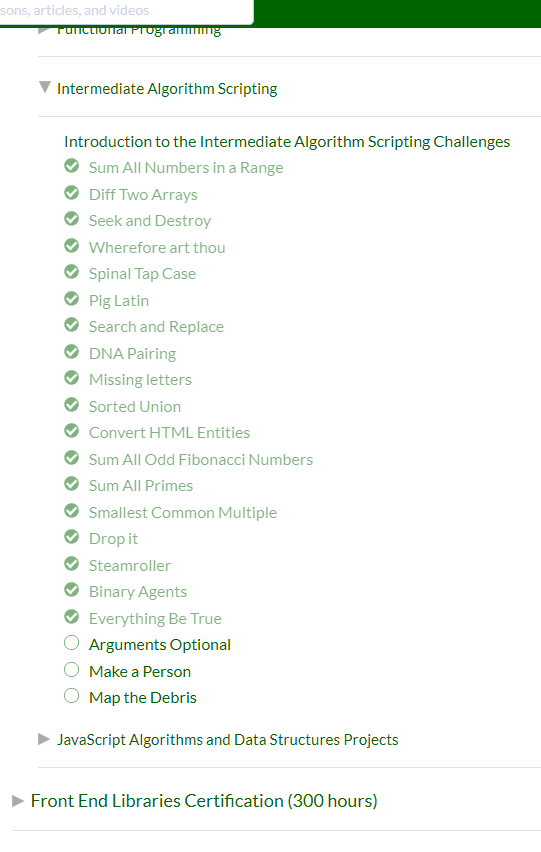 sons, articles, and videos
Functional Programming
Intermediate Algorithm Scripting
Introduction to the Intermediate Algorithm Scripting Challenges
Sum All Numbers in a Range
Diff Two Arrays
Seek and Destroy
Wherefore art thou
Spinal Tap Case
Pig Latin
Search and Replace
DNA Pairing
Missing letters
Sorted Union
Convert HTML Entities
Sum All Odd Fibonacci Numbers
Sum All Primes
Smallest Common Multiple
Drop it
Steamroller
Binary Agents
Everything Be True
Arguments Optional
Make a Person
Map the Debris
JavaScript Algorithms and Data Structures Projects
Front End Libraries Certification (300 hours)